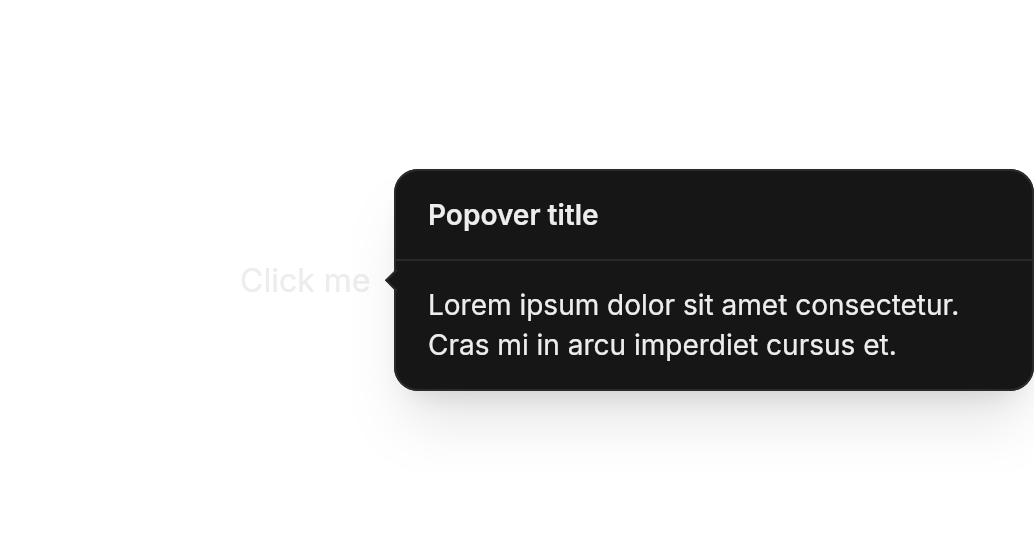 Popover title
Click me
Lorem ipsum dolor sit amet consectetur.
Cras mi in arcu imperdiet cursus et.